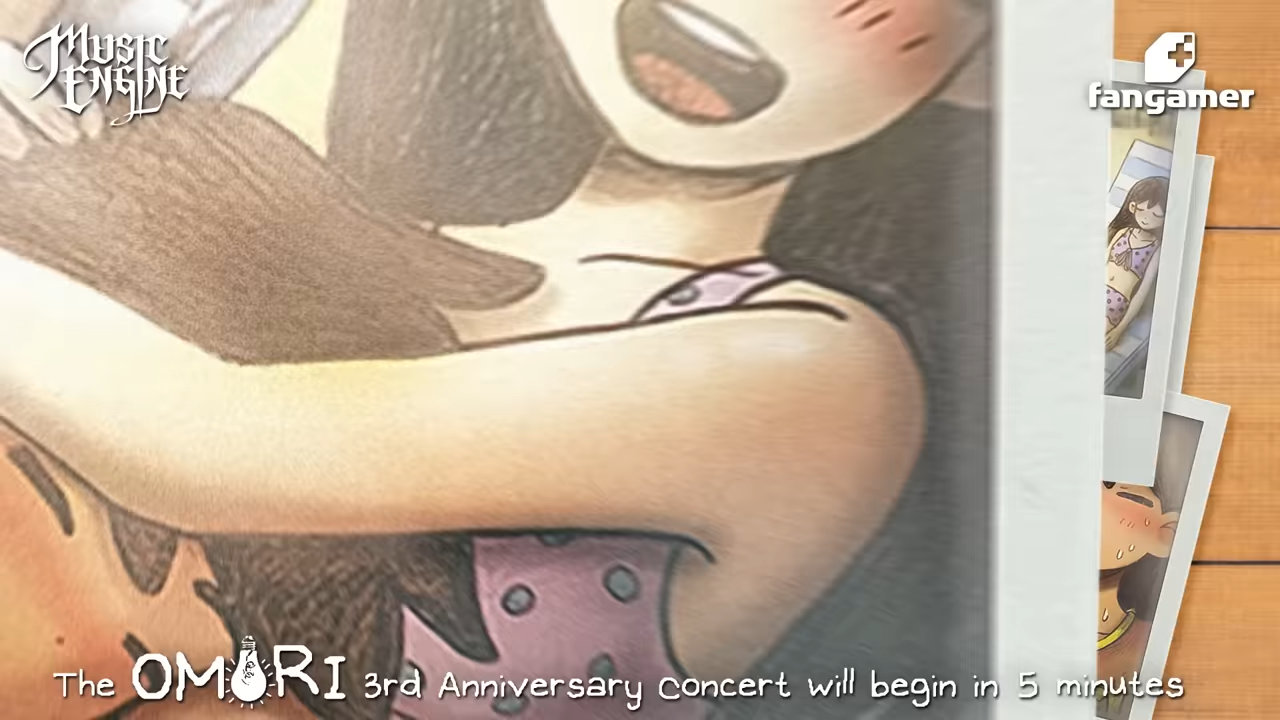 Music
Engine
fangamer
The OMORI 3rd Anniversary Concert will begin in 5 minutes